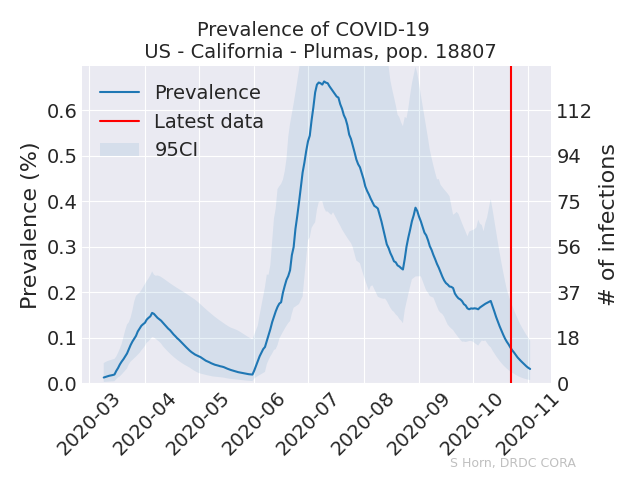 Prevalence of COVID-19
US - California - Plumas, pop. 18807
Prevalence
Latest data
95CI
Prevalence (%)
0.6
0.5
0.4
0.3
0.2
0.1
0.0
112
94
75
56
37
18
0
# of infections
2020-03
2020-04
2020-05
2020-06
2020-07
2020-08
2020-09
2020-10
2020-11
S Horn, DRDC CORA